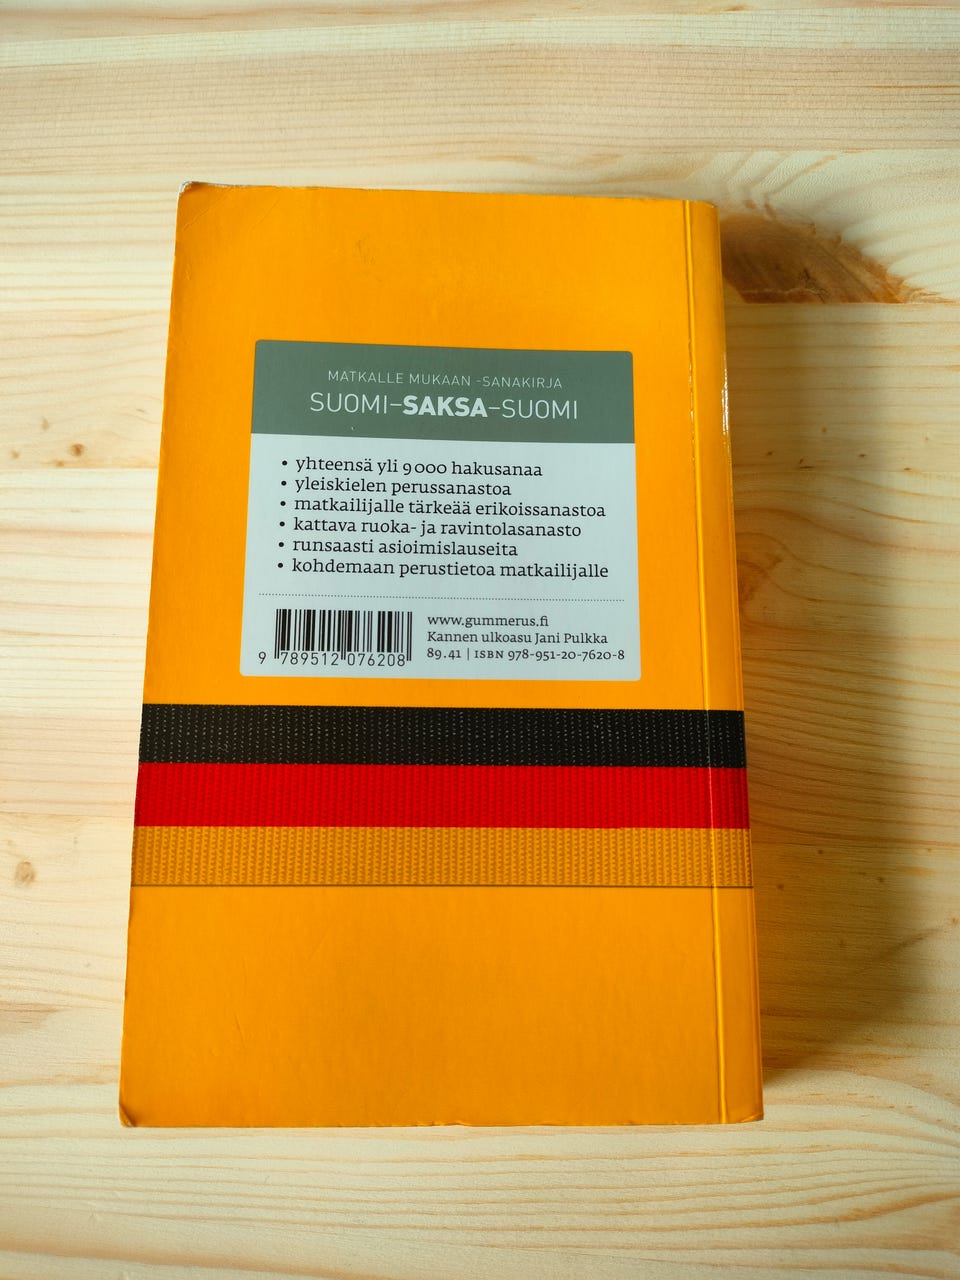 MATKALLE MUKAAN -SANAKIRJA
SUOMI–SAKSA–SUOMI
• yhteensä yli 9000 hakusanaa
• yleiskielen perussanastoa
• matkailijalle tärkeää erikoissanastoa
• kattava ruoka- ja ravintolasanasto
• runsaasti asioimislauseita
• kohdemaan perustietoa matkailijalle
www.gummerus.fi
Kannen ulkoasu Jani Pulkka
89.41 | ISBN 978-951-20-7620-8
9 789512 076208